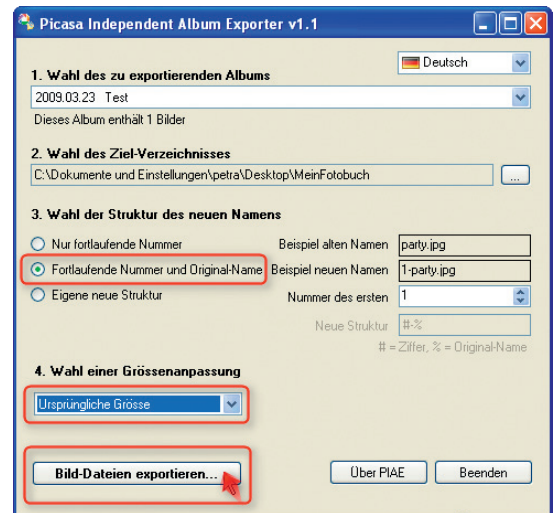 Picasa Independent Album Exporter v1.1
Deutsch
1. Wahl des zu exportierenden Albums
2009.03.23 Test
Dieses Album enthält 1 Bilder
2. Wahl des Ziel-Verzeichnisses
C:\Dokumente und Einstellungen\petra\Desktop\MeinFotobuch
...
3. Wahl der Struktur des neuen Namens
Nur fortlaufende Nummer
Beispiel alten Namen
party.jpg
Fortlaufende Nummer und Original-Name
Beispiel neuen Namen
1-party.jpg
Eigene neue Struktur
Nummer des ersten
1
Neue Struktur
#-%
# = Ziffer, % = Original-Name
4. Wahl einer Grössenanpassung
Ursprüngliche Grösse
Bild-Dateien exportieren...
Über PIAE
Beenden